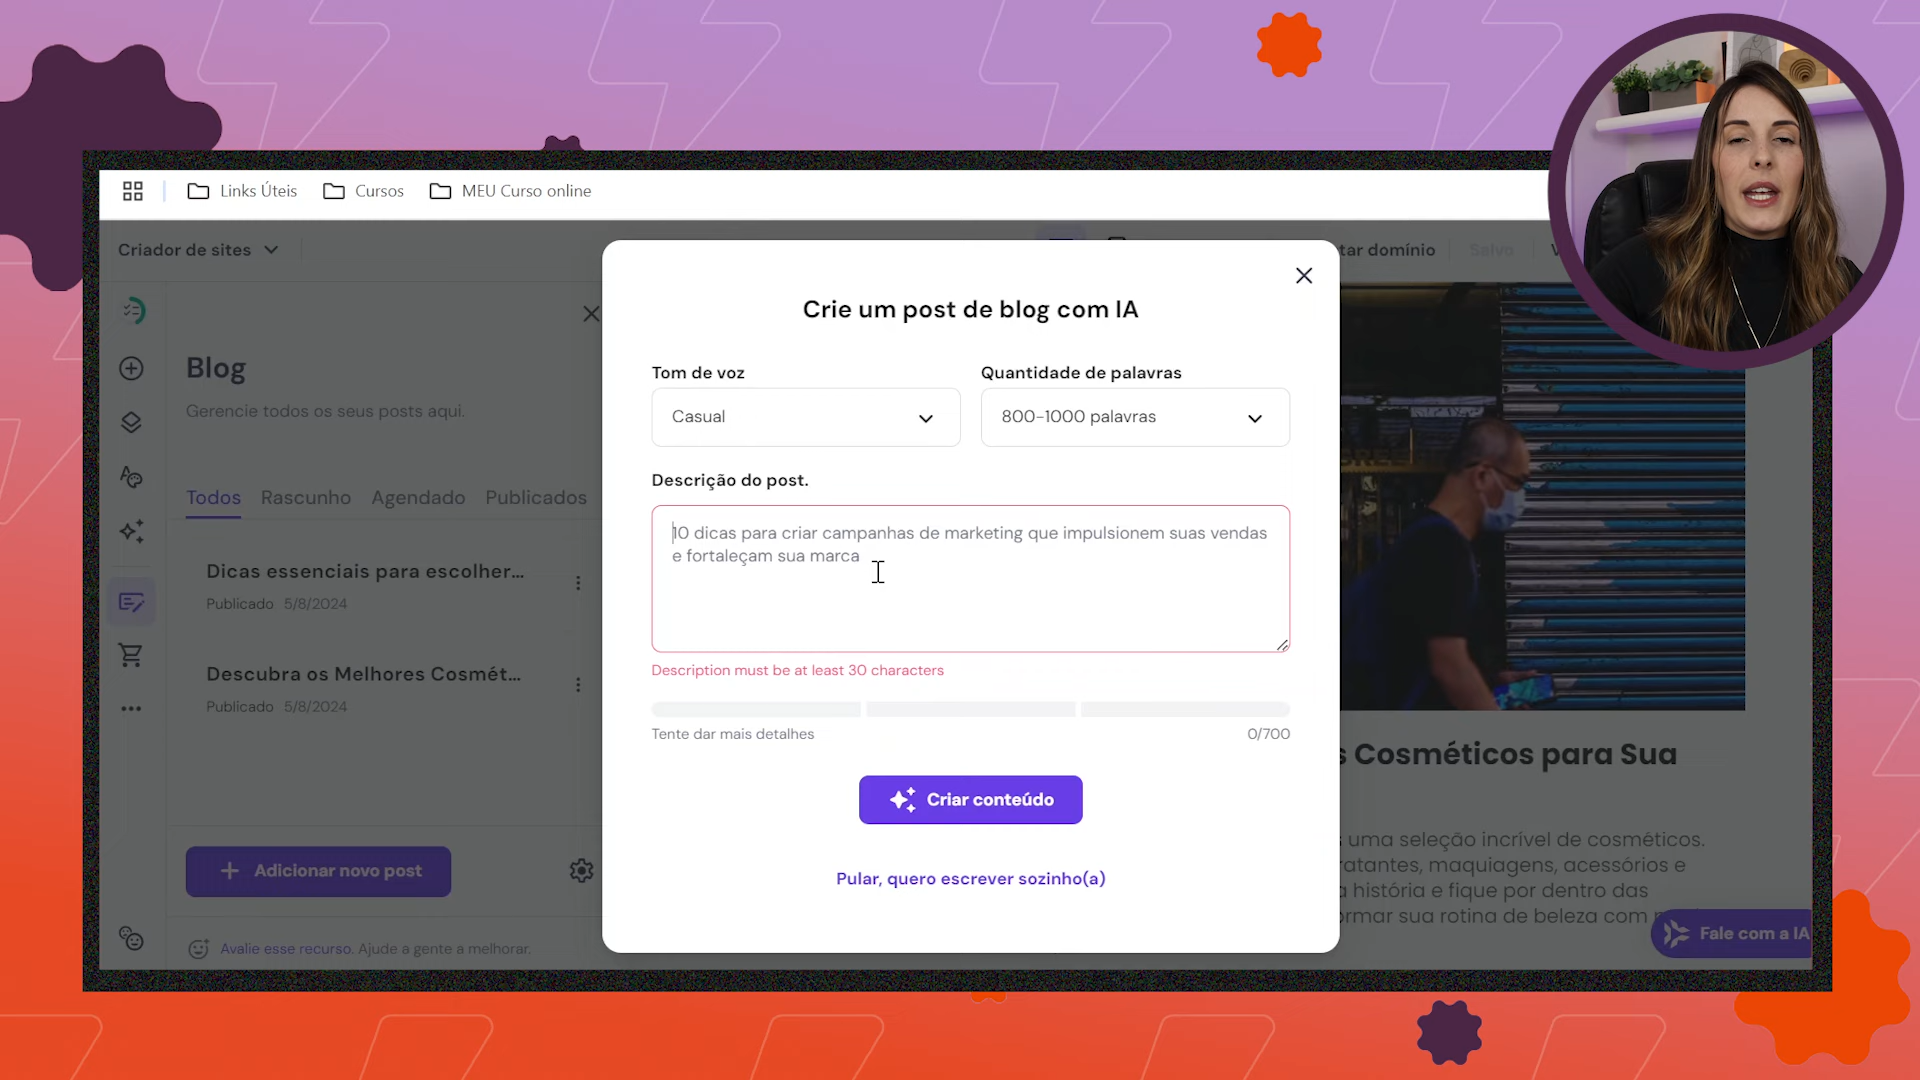 Links Úteis
Cursos
MEU Curso online
Criador de sites
tar domínio
Salvo
Blog
Gerencie todos os seus posts aqui.
Todos
Rascunho
Agendado
Publicados
Dicas essenciais para escolher...
Publicado 5/8/2024
Descubra os Melhores Cosmét...
Publicado 5/8/2024
Adicionar novo post
Avalie esse recurso. Ajude a gente a melhorar.
Crie um post de blog com IA
Tom de voz
Quantidade de palavras
Casual
800-1000 palavras
Descrição do post.
10 dicas para criar campanhas de marketing que impulsionem suas vendas
e fortaleçam sua marca
Description must be at least 30 characters
Tente dar mais detalhes
0/700
Criar conteúdo
Pular, quero escrever sozinho(a)
Cosméticos para Sua
uma seleção incrível de cosméticos.
ratantes, maquiagens, acessórios e
história e fique por dentro das
ormar sua rotina de beleza com
Fale com a IA